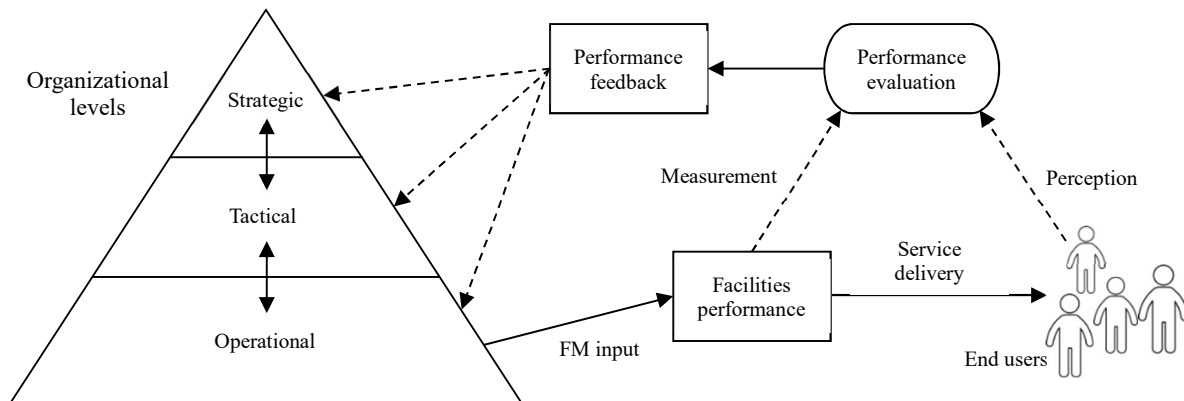 Organizational
levels
Strategic
Tactical
Operational
Performance
feedback
Performance
evaluation
Measurement
Perception
Facilities
performance
Service
delivery
FM input
End users